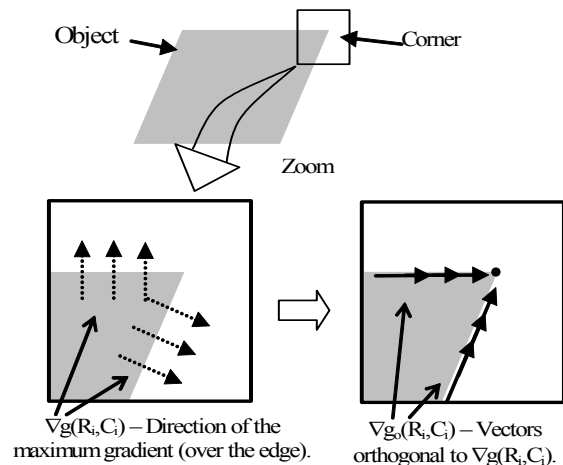 Object
Corner
Zoom
∇g(Rᵢ,Cᵢ) – Direction of the
maximum gradient (over the edge).
∇gₒ(Rᵢ,Cᵢ) – Vectors
orthogonal to ∇g(Rᵢ,Cᵢ).